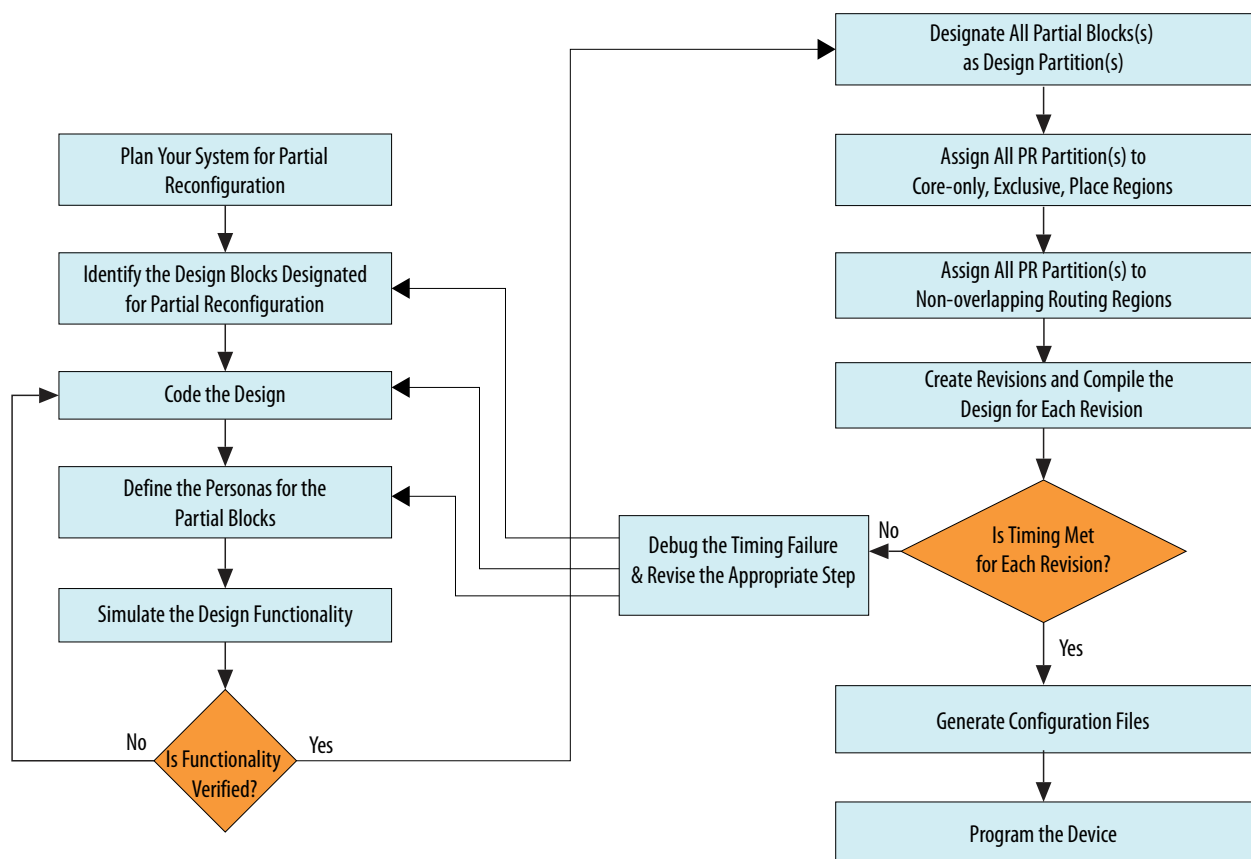 Plan Your System for Partial
Reconfiguration
Identify the Design Blocks Designated
for Partial Reconfiguration
Code the Design
Define the Personas for the
Partial Blocks
Simulate the Design Functionality
Is Functionality
Verified?
No
Yes
Designate All Partial Blocks(s)
as Design Partition(s)
Assign All PR Partition(s) to
Core-only, Exclusive, Place Regions
Assign All PR Partition(s) to
Non-overlapping Routing Regions
Create Revisions and Compile the
Design for Each Revision
Is Timing Met
for Each Revision?
No
Debug the Timing Failure
& Revise the Appropriate Step
Yes
Generate Configuration Files
Program the Device